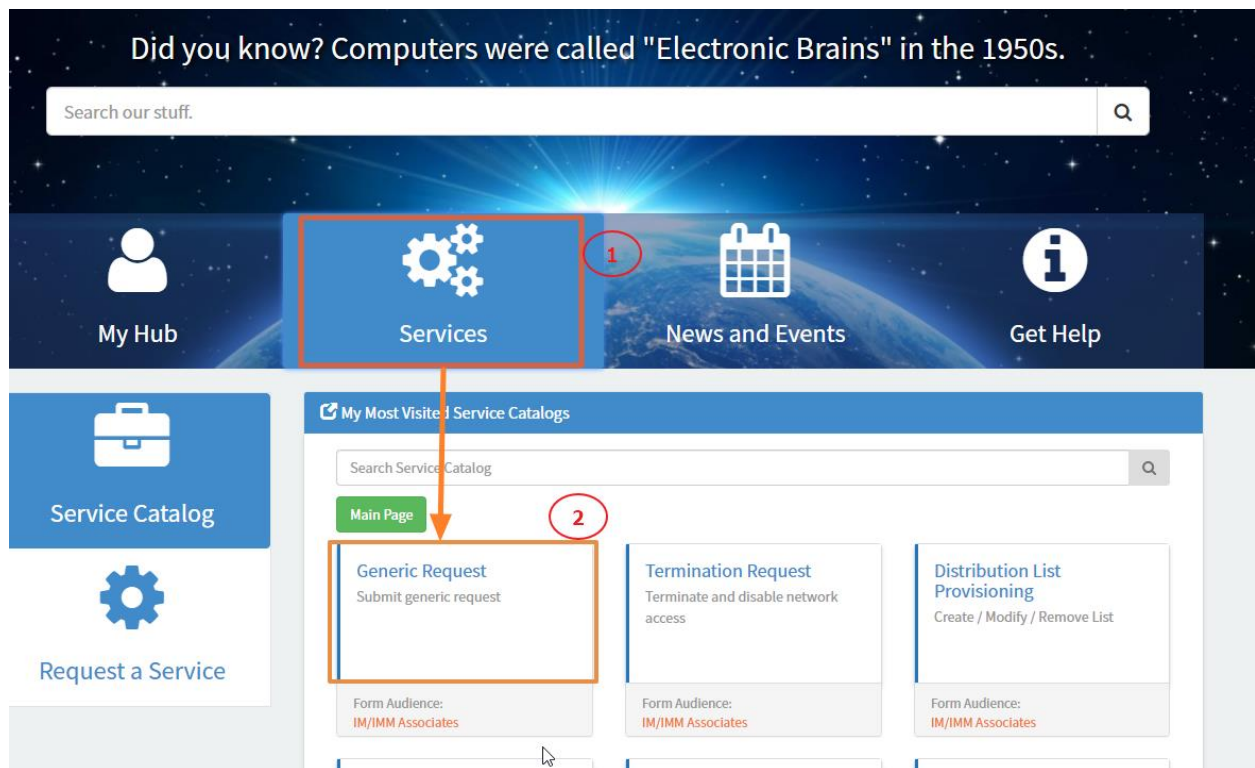 Did you know? Computers were called "Electronic Brains" in the 1950s.
Search our stuff.
1
My Hub
Services
News and Events
Get Help
My Most Visited Service Catalogs
Search Service Catalog
Service Catalog
Main Page
2
Generic Request
Submit generic request
Termination Request
Terminate and disable network
access
Distribution List
Provisioning
Create / Modify / Remove List
Request a Service
Form Audience:
IM/IMM Associates
Form Audience:
IM/IMM Associates
Form Audience:
IM/IMM Associates